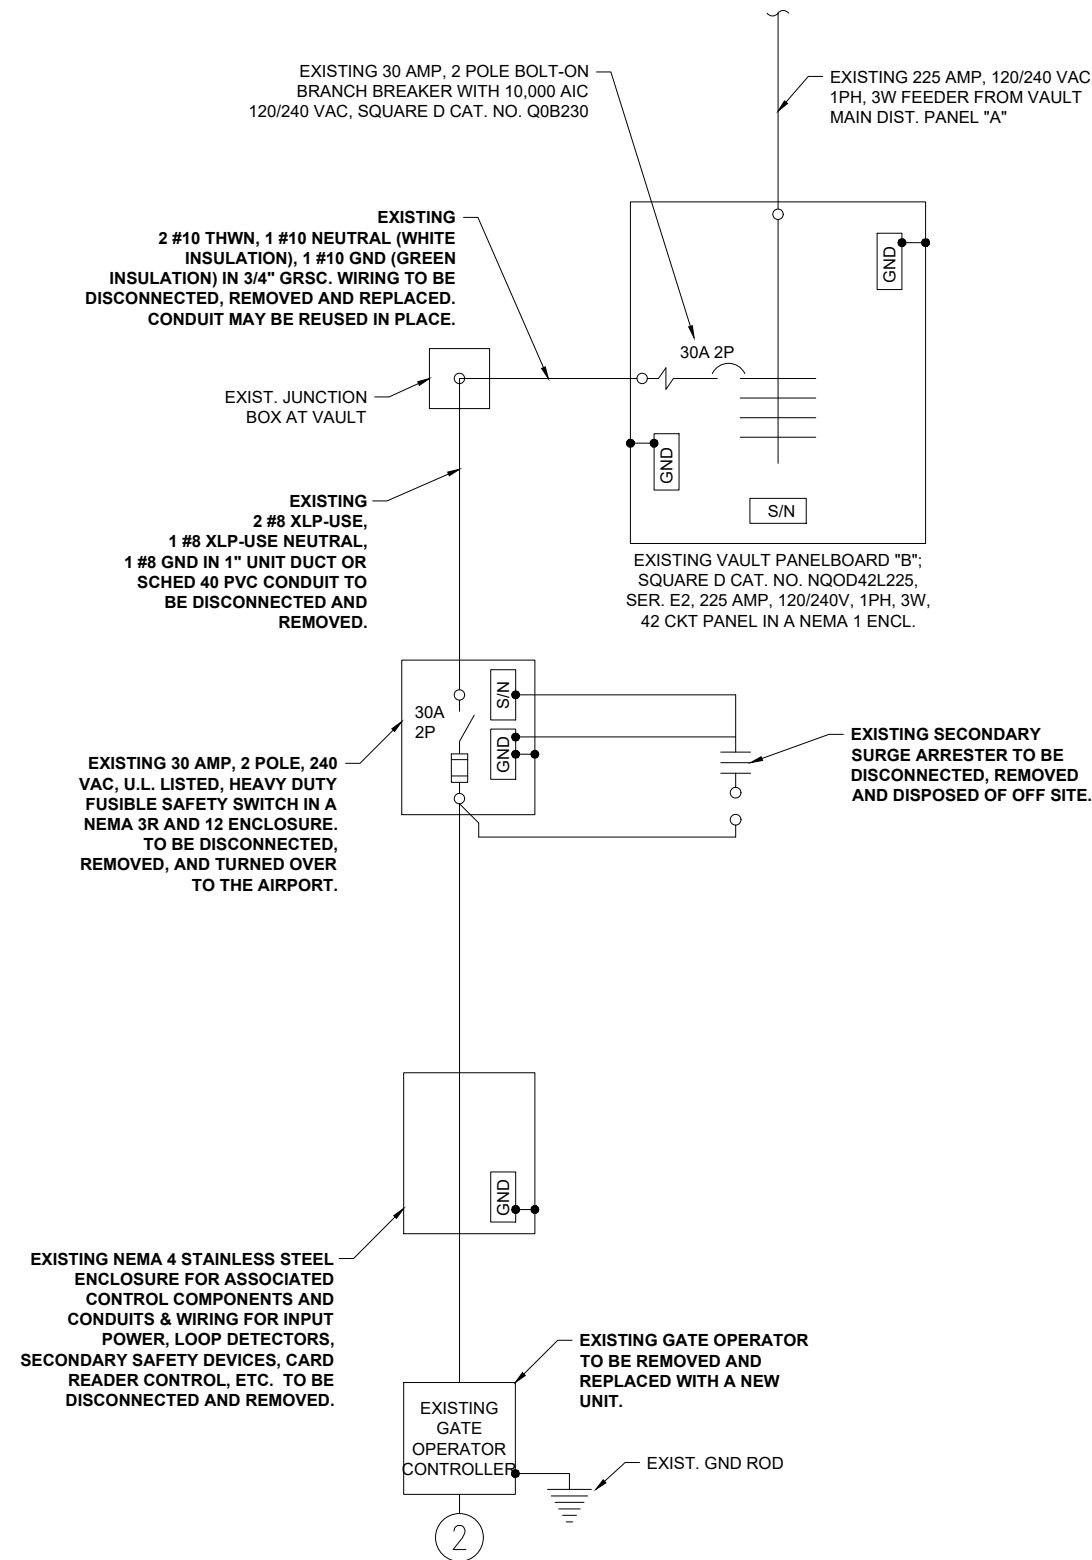 EXISTING 30 AMP, 2 POLE BOLT-ON
BRANCH BREAKER WITH 10,000 AIC
120/240 VAC, SQUARE D CAT. NO. Q0B230
EXISTING 225 AMP, 120/240 VAC
1PH, 3W FEEDER FROM VAULT
MAIN DIST. PANEL "A"
EXISTING
2 #10 THWN, 1 #10 NEUTRAL (WHITE
INSULATION), 1 #10 GND (GREEN
INSULATION) IN 3/4" GRSC. WIRING TO BE
DISCONNECTED, REMOVED AND REPLACED.
CONDUIT MAY BE REUSED IN PLACE.
GND
30A 2P
EXIST. JUNCTION
BOX AT VAULT
GND
S/N
EXISTING VAULT PANELBOARD "B";
SQUARE D CAT. NO. NQOD42L225,
SER. E2, 225 AMP, 120/240V, 1PH, 3W,
42 CKT PANEL IN A NEMA 1 ENCL.
EXISTING
2 #8 XLP-USE,
1 #8 XLP-USE NEUTRAL,
1 #8 GND IN 1" UNIT DUCT OR
SCHED 40 PVC CONDUIT TO
BE DISCONNECTED AND
REMOVED.
30A
2P
S/N
GND
EXISTING SECONDARY
SURGE ARRESTER TO BE
DISCONNECTED, REMOVED
AND DISPOSED OF OFF SITE.
EXISTING 30 AMP, 2 POLE, 240
VAC, U.L. LISTED, HEAVY DUTY
FUSIBLE SAFETY SWITCH IN A
NEMA 3R AND 12 ENCLOSURE.
TO BE DISCONNECTED,
REMOVED, AND TURNED OVER
TO THE AIRPORT.
GND
EXISTING NEMA 4 STAINLESS STEEL
ENCLOSURE FOR ASSOCIATED
CONTROL COMPONENTS AND
CONDUITS & WIRING FOR INPUT
POWER, LOOP DETECTORS,
SECONDARY SAFETY DEVICES, CARD
READER CONTROL, ETC. TO BE
DISCONNECTED AND REMOVED.
EXISTING GATE OPERATOR
TO BE REMOVED AND
REPLACED WITH A NEW
UNIT.
EXISTING
GATE
OPERATOR
CONTROLLER
EXIST. GND ROD
2